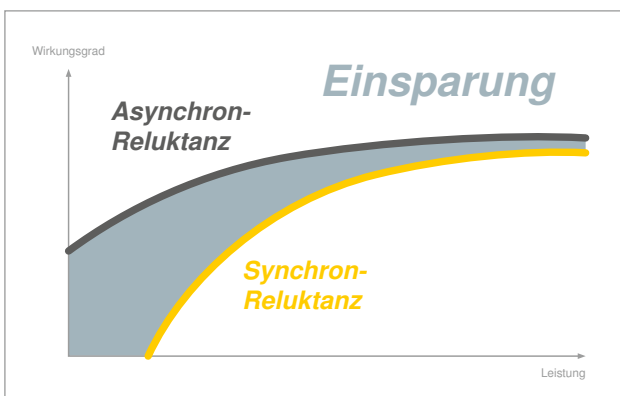 Wirkungsgrad
Einsparung
Asynchron-
Reluktanz
Synchron-
Reluktanz
Leistung